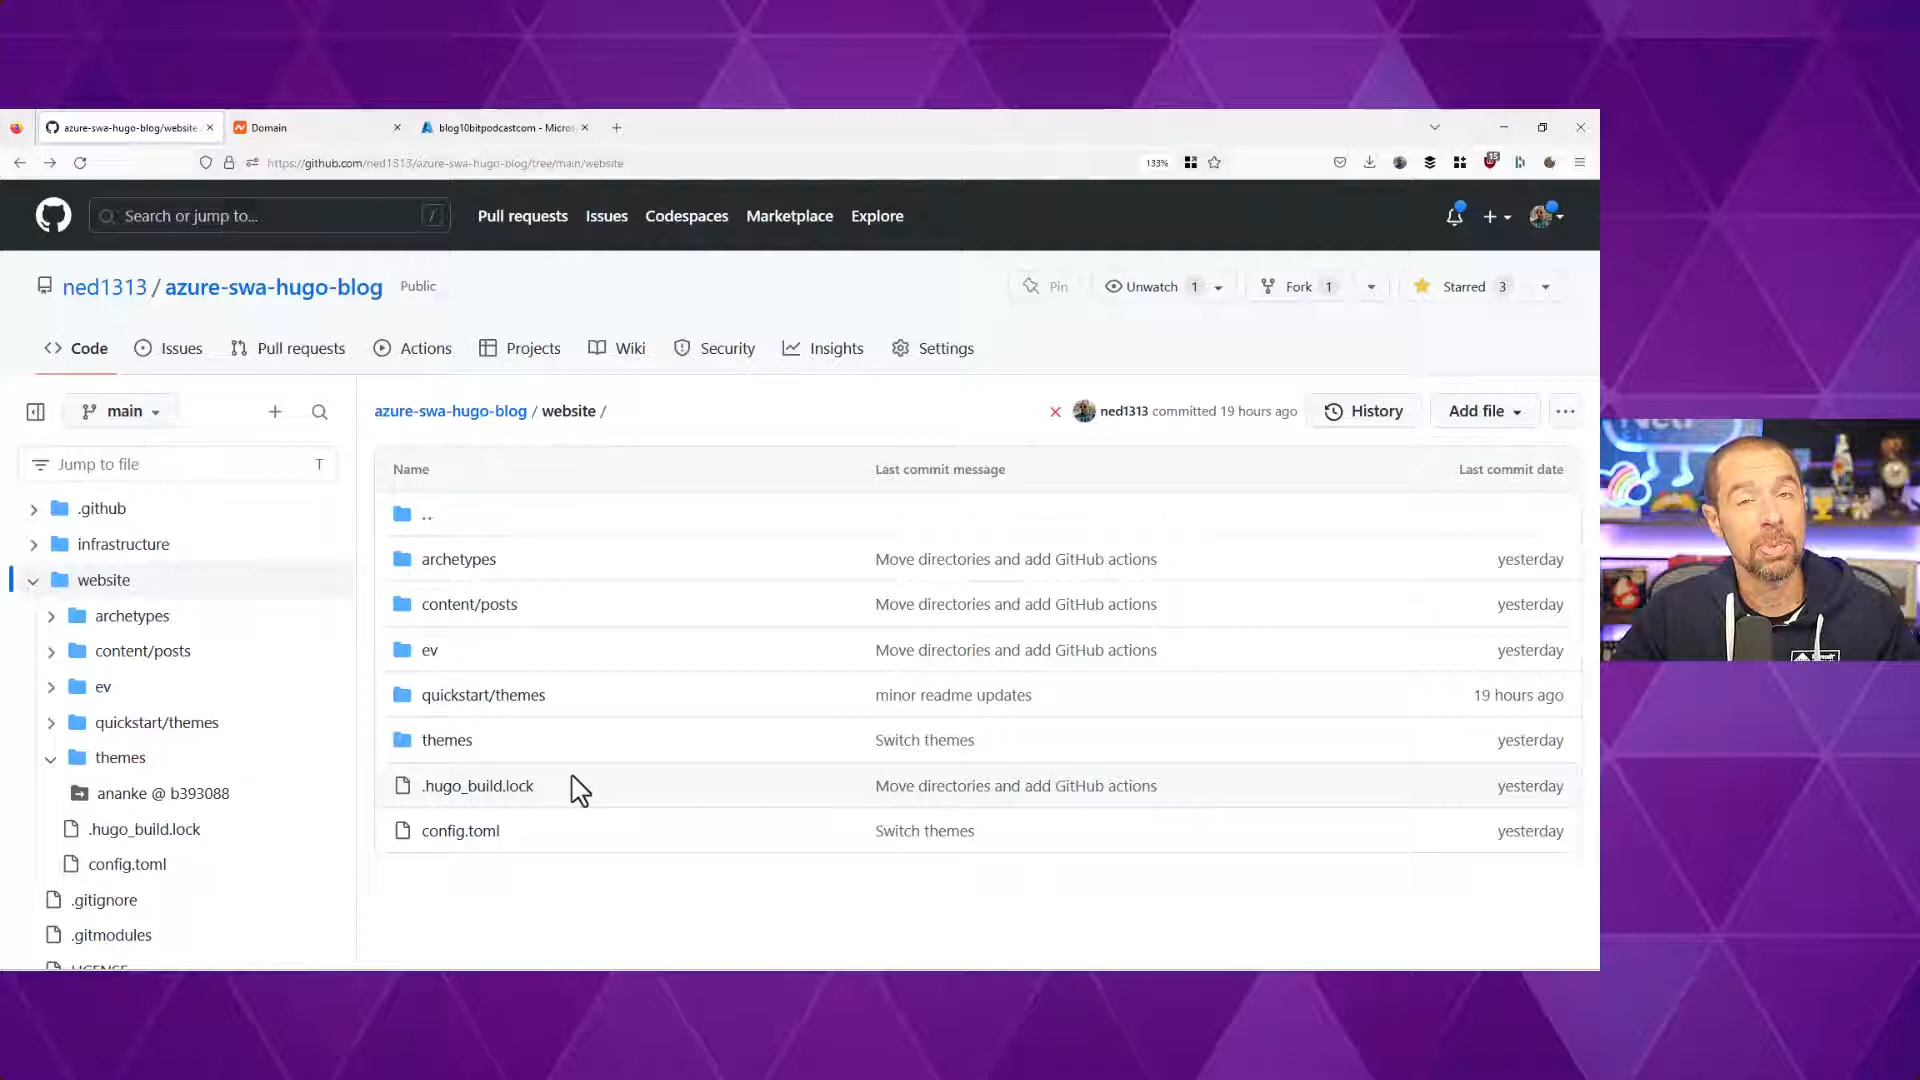 azure-swa-hugo-blog/website
Domain
blog10bitpodcastcom - Micros
https://github.com/ned1313/azure-swa-hugo-blog/tree/main/website
133%
15
Search or jump to...
/
Pull requests
Issues
Codespaces
Marketplace
Explore
ned1313 / azure-swa-hugo-blog
Public
Pin
Unwatch 1
Fork 1
Starred 3
Code
Issues
Pull requests
Actions
Projects
Wiki
Security
Insights
Settings
main
azure-swa-hugo-blog / website /
ned1313 committed 19 hours ago
History
Add file
Jump to file
T
Name
Last commit message
Last commit date
.github
infrastructure
website
archetypes
content/posts
ev
quickstart/themes
themes
ananke @ b393088
.hugo_build.lock
config.toml
.gitignore
.gitmodules
LICENSE
..
archetypes
Move directories and add GitHub actions
yesterday
content/posts
Move directories and add GitHub actions
yesterday
ev
Move directories and add GitHub actions
yesterday
quickstart/themes
minor readme updates
19 hours ago
themes
Switch themes
yesterday
.hugo_build.lock
Move directories and add GitHub actions
yesterday
config.toml
Switch themes
yesterday